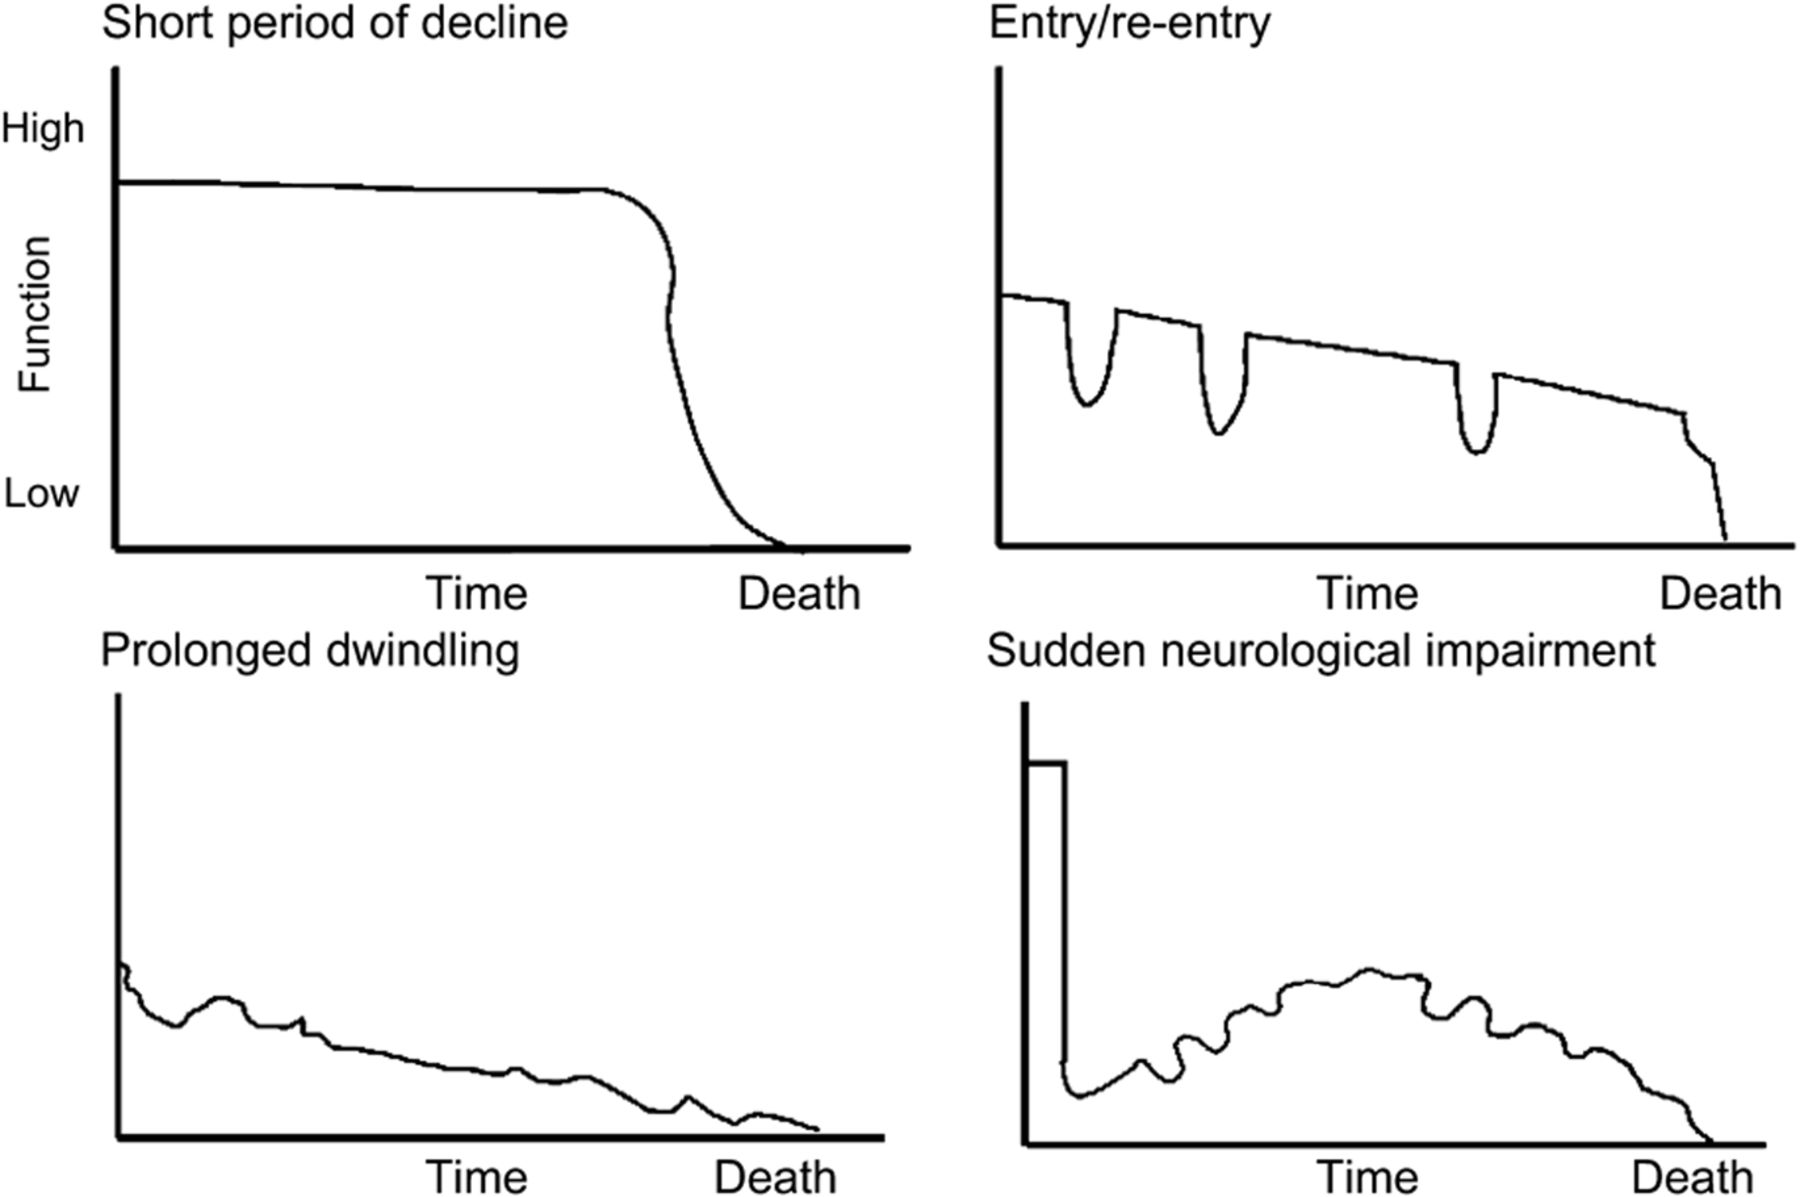 Short period of decline
High
Function
Low
Time Death
Entry/re-entry
Time Death
Prolonged dwindling
Time Death
Sudden neurological impairment
Time Death